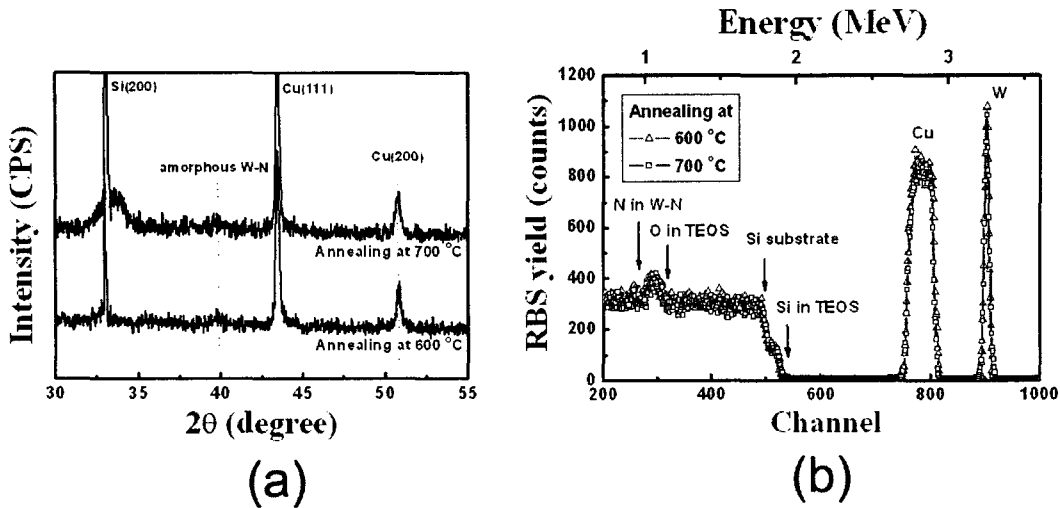 Intensity (CPS)
Si(200)
Cu(111)
amorphous W-N
Cu(200)
Annealing at 700 °C
Annealing at 600 °C
30 35 40 45 50 55
2θ (degree)
(a)
Energy (MeV)
1 2 3
RBS yield (counts)
1200
1000
800
600
400
200
0
Annealing at
600 °C
700 °C
Cu
W
N in W-N
O in TEOS
Si substrate
Si in TEOS
200 400 600 800 1000
Channel
(b)